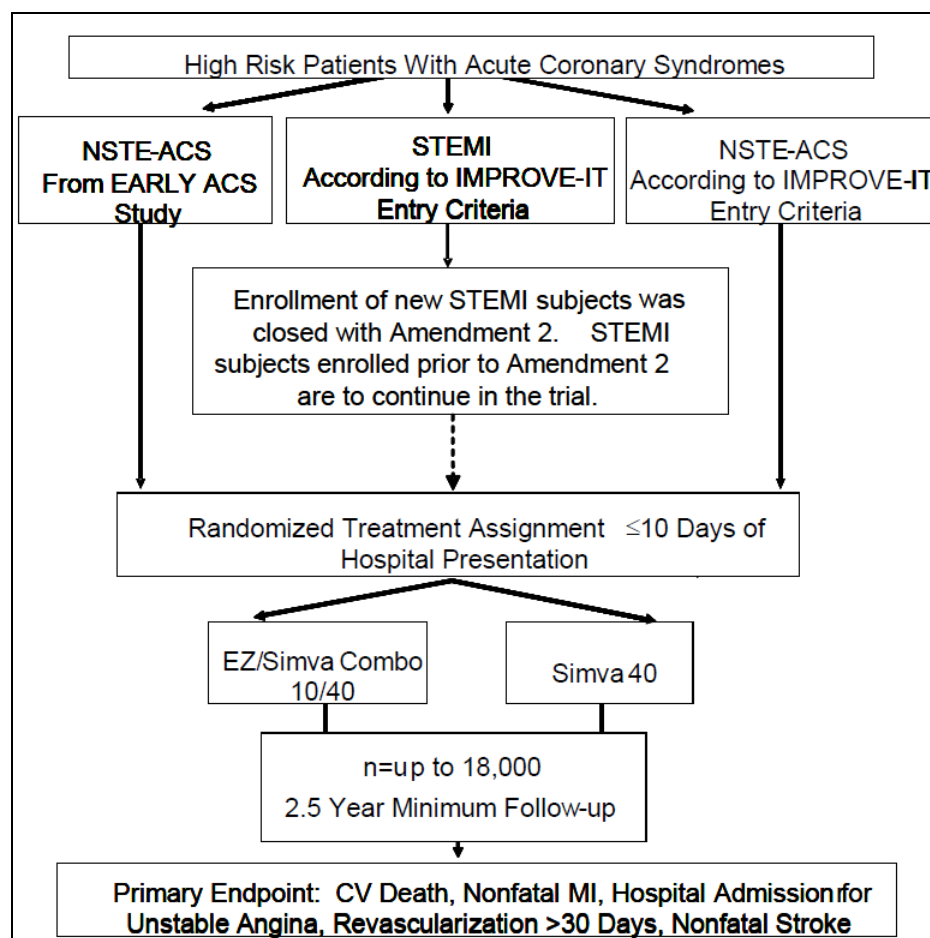 High Risk Patients With Acute Coronary Syndromes
NSTE-ACS
From EARLY ACS
Study
STEMI
According to IMPROVE-IT
Entry Criteria
NSTE-ACS
According to IMPROVE-IT
Entry Criteria
Enrollment of new STEMI subjects was
closed with Amendment 2. STEMI
subjects enrolled prior to Amendment 2
are to continue in the trial.
Randomized Treatment Assignment ≤10 Days of
Hospital Presentation
EZ/Simva Combo
10/40
Simva 40
n=up to 18,000
2.5 Year Minimum Follow-up
Primary Endpoint: CV Death, Nonfatal MI, Hospital Admission for
Unstable Angina, Revascularization >30 Days, Nonfatal Stroke